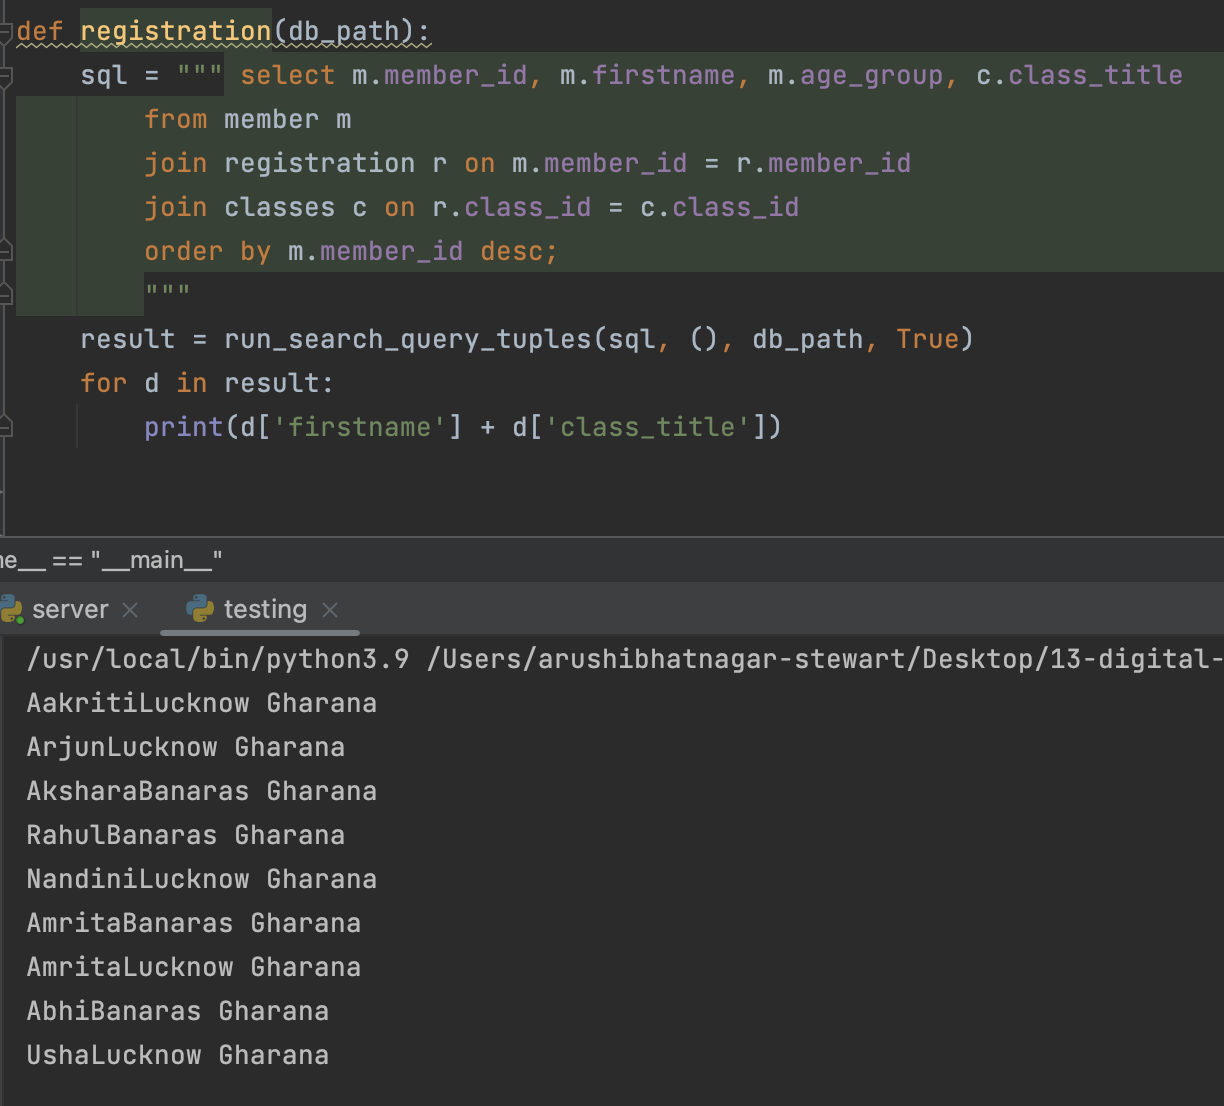 def registration(db_path):
sql = """ select m.member_id, m.firstname, m.age_group, c.class_title
from member m
join registration r on m.member_id = r.member_id
join classes c on r.class_id = c.class_id
order by m.member_id desc;
"""
result = run_search_query_tuples(sql, (), db_path, True)
for d in result:
print(d['firstname'] + d['class_title'])
me__ == "__main__"
server testing
/usr/local/bin/python3.9 /Users/arushibhatnagar-stewart/Desktop/13-digital-
AakritiLucknow Gharana
ArjunLucknow Gharana
AksharaBanaras Gharana
RahulBanaras Gharana
NandiniLucknow Gharana
AmritaBanaras Gharana
AmritaLucknow Gharana
AbhiBanaras Gharana
UshaLucknow Gharana